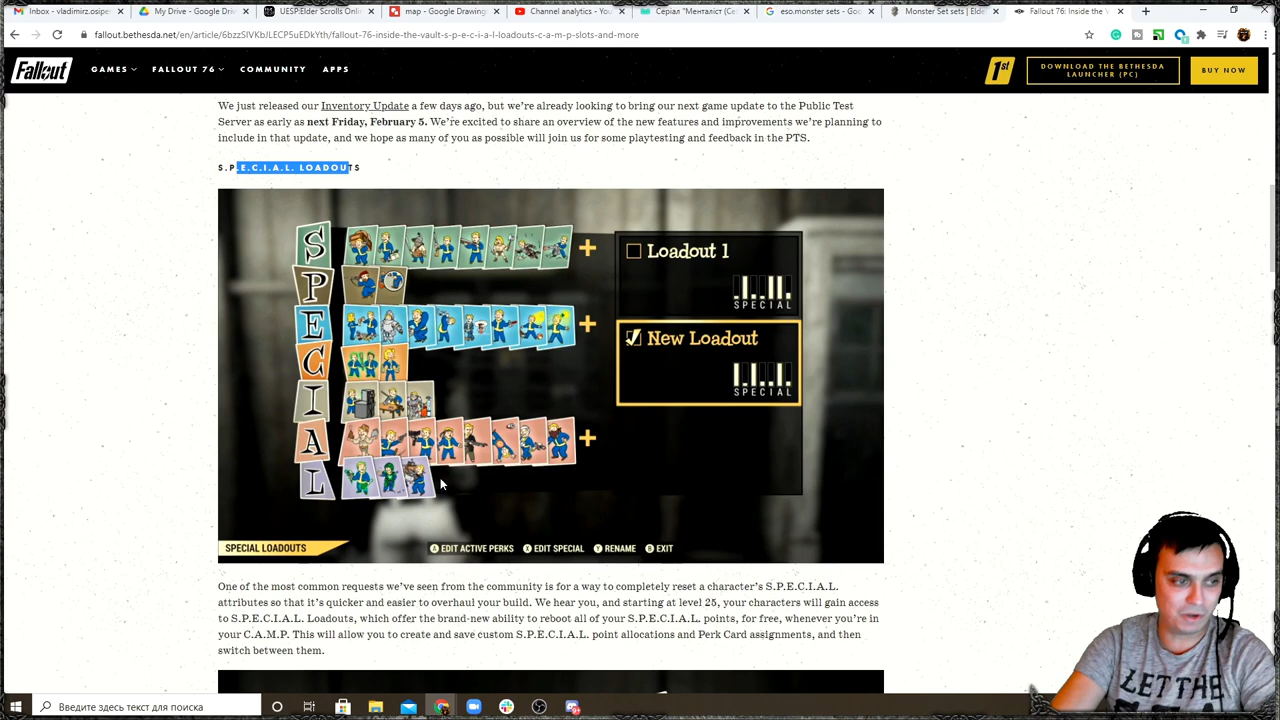 Inbox - vladimirz.osipe
My Drive - Google Driv
UESP:Elder Scrolls Onlin
map - Google Drawing
Channel analytics - You
Серіал "Менталіст (Се
eso.monster sets - Goo
Monster Set sets | Elde
Fallout 76: Inside the V
fallout.bethesda.net/en/article/6bzzSlVKbJLECP5uEDkYth/fallout-76-inside-the-vault-s-p-e-c-i-a-l-loadouts-c-a-m-p-slots-and-more
Fallout
GAMES
FALLOUT 76
COMMUNITY
APPS
1st
DOWNLOAD THE BETHESDA
LAUNCHER (PC)
BUY NOW
We just released our Inventory Update a few days ago, but we're already looking to bring our next game update to the Public Test
Server as early as next Friday, February 5. We're excited to share an overview of the new features and improvements we're planning to
include in that update, and we hope as many of you as possible will join us for some playtesting and feedback in the PTS.
S.P.E.C.I.A.L. LOADOUTS
S
P
E
C
I
A
L
Loadout 1
SPECIAL
New Loadout
SPECIAL
SPECIAL LOADOUTS
A EDIT ACTIVE PERKS
X EDIT SPECIAL
Y RENAME
B EXIT
One of the most common requests we've seen from the community is for a way to completely reset a character's S.P.E.C.I.A.L.
attributes so that it's quicker and easier to overhaul your build. We hear you, and starting at level 25, your characters will gain access
to S.P.E.C.I.A.L. Loadouts, which offer the brand-new ability to reboot all of your S.P.E.C.I.A.L. points, for free, whenever you're in
your C.A.M.P. This will allow you to create and save custom S.P.E.C.I.A.L. point allocations and Perk Card assignments, and then
switch between them.
LET THE
Введите здесь текст для поиска